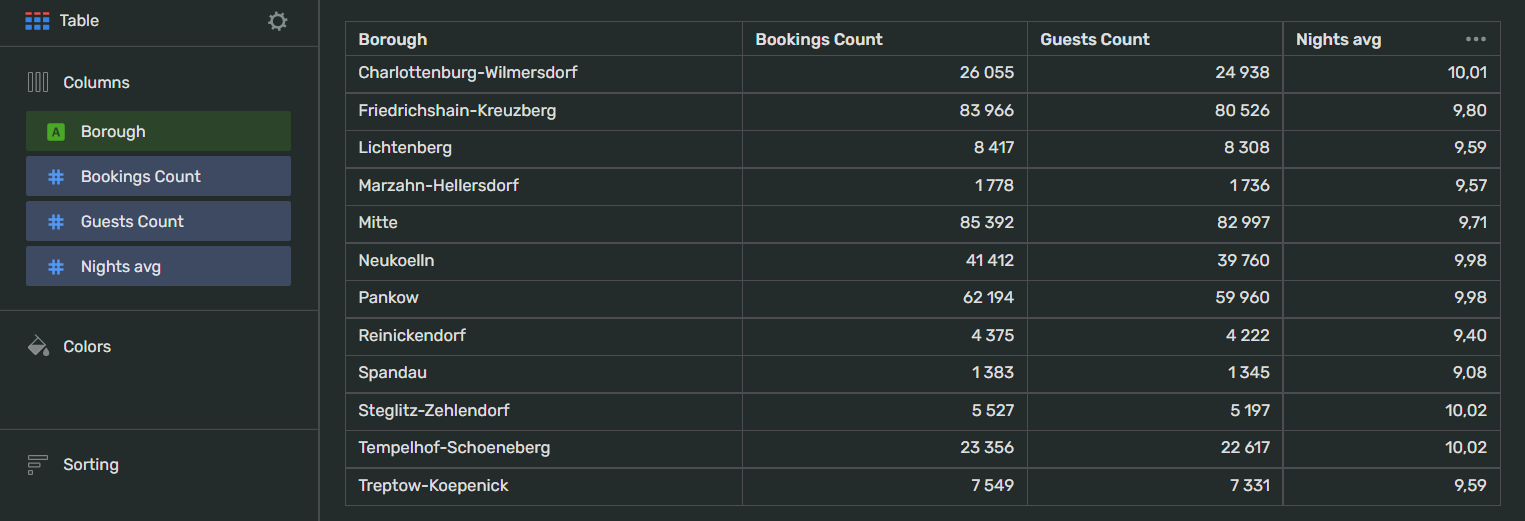 Table
Columns
A Borough
# Bookings Count
# Guests Count
# Nights avg
Colors
Sorting
Borough Bookings Count Guests Count Nights avg
Charlottenburg-Wilmersdorf 26 055 24 938 10,01
Friedrichshain-Kreuzberg 83 966 80 526 9,80
Lichtenberg 8 417 8 308 9,59
Marzahn-Hellersdorf 1 778 1 736 9,57
Mitte 85 392 82 997 9,71
Neukoelln 41 412 39 760 9,98
Pankow 62 194 59 960 9,98
Reinickendorf 4 375 4 222 9,40
Spandau 1 383 1 345 9,08
Steglitz-Zehlendorf 5 527 5 197 10,02
Tempelhof-Schoeneberg 23 356 22 617 10,02
Treptow-Koepenick 7 549 7 331 9,59